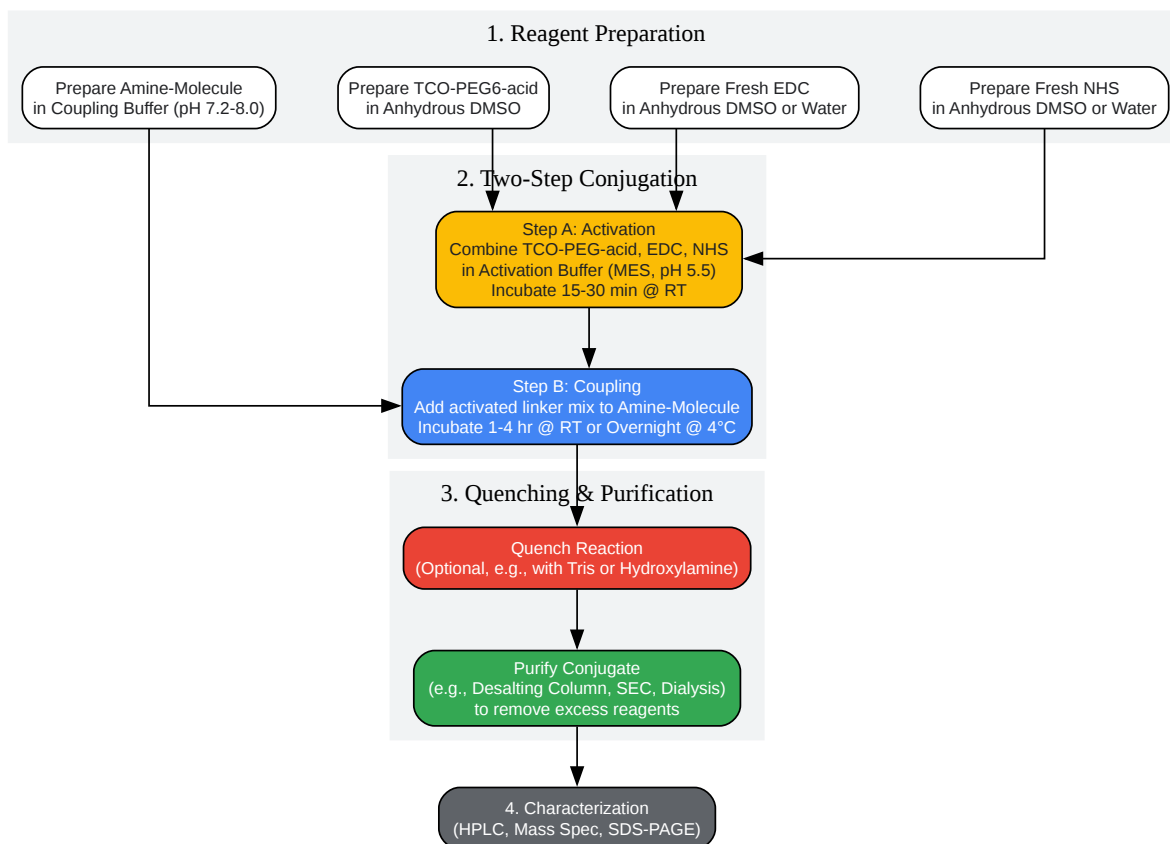 1. Reagent Preparation
Prepare Amine-Molecule
in Coupling Buffer (pH 7.2-8.0)
Prepare TCO-PEG6-acid
in Anhydrous DMSO
Prepare Fresh EDC
in Anhydrous DMSO or Water
Prepare Fresh NHS
in Anhydrous DMSO or Water
2. Two-Step Conjugation
Step A: Activation
Combine TCO-PEG-acid, EDC, NHS
in Activation Buffer (MES, pH 5.5)
Incubate 15-30 min @ RT
Step B: Coupling
Add activated linker mix to Amine-Molecule
Incubate 1-4 hr @ RT or Overnight @ 4°C
3. Quenching & Purification
Quench Reaction
(Optional, e.g., with Tris or Hydroxylamine)
Purify Conjugate
(e.g., Desalting Column, SEC, Dialysis)
to remove excess reagents
4. Characterization
(HPLC, Mass Spec, SDS-PAGE)